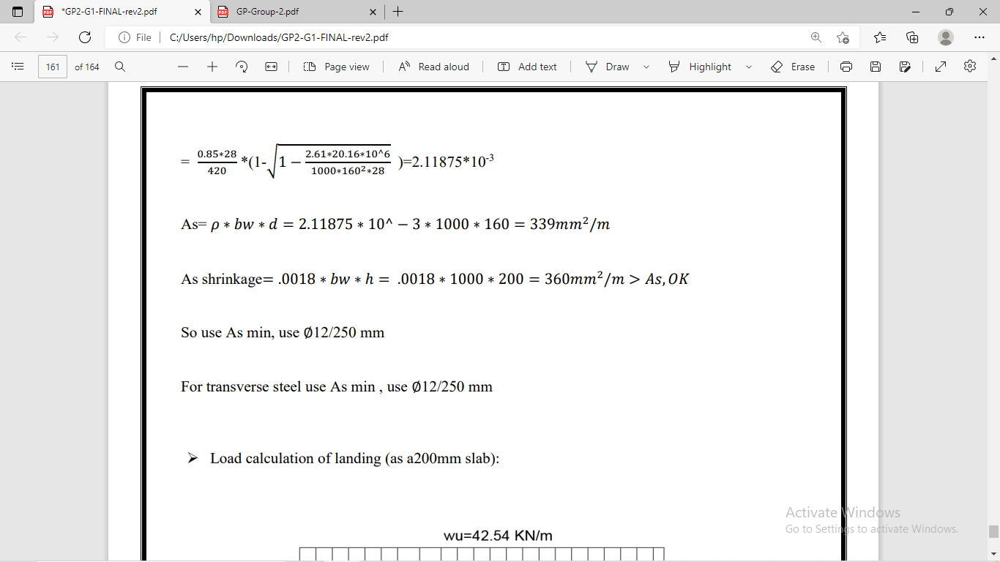 *GP2-G1-FINAL-rev2.pdf GP-Group-2.pdf
File C:/Users/hp/Downloads/GP2-G1-FINAL-rev2.pdf
161 of 164 Page view Read aloud Add text Draw Highlight Erase
= 0.85*28/420 *(1-√(1 − 2.61*20.16*10^6/1000*160²*28) )=2.11875*10⁻³
As= ρ * bw * d = 2.11875 * 10^ − 3 * 1000 * 160 = 339mm²/m
As shrinkage= .0018 * bw * h = .0018 * 1000 * 200 = 360mm²/m > As, OK
So use As min, use Ø12/250 mm
For transverse steel use As min , use Ø12/250 mm
➢ Load calculation of landing (as a200mm slab):
wu=42.54 KN/m
Activate Windows
Go to Settings to activate Windows.